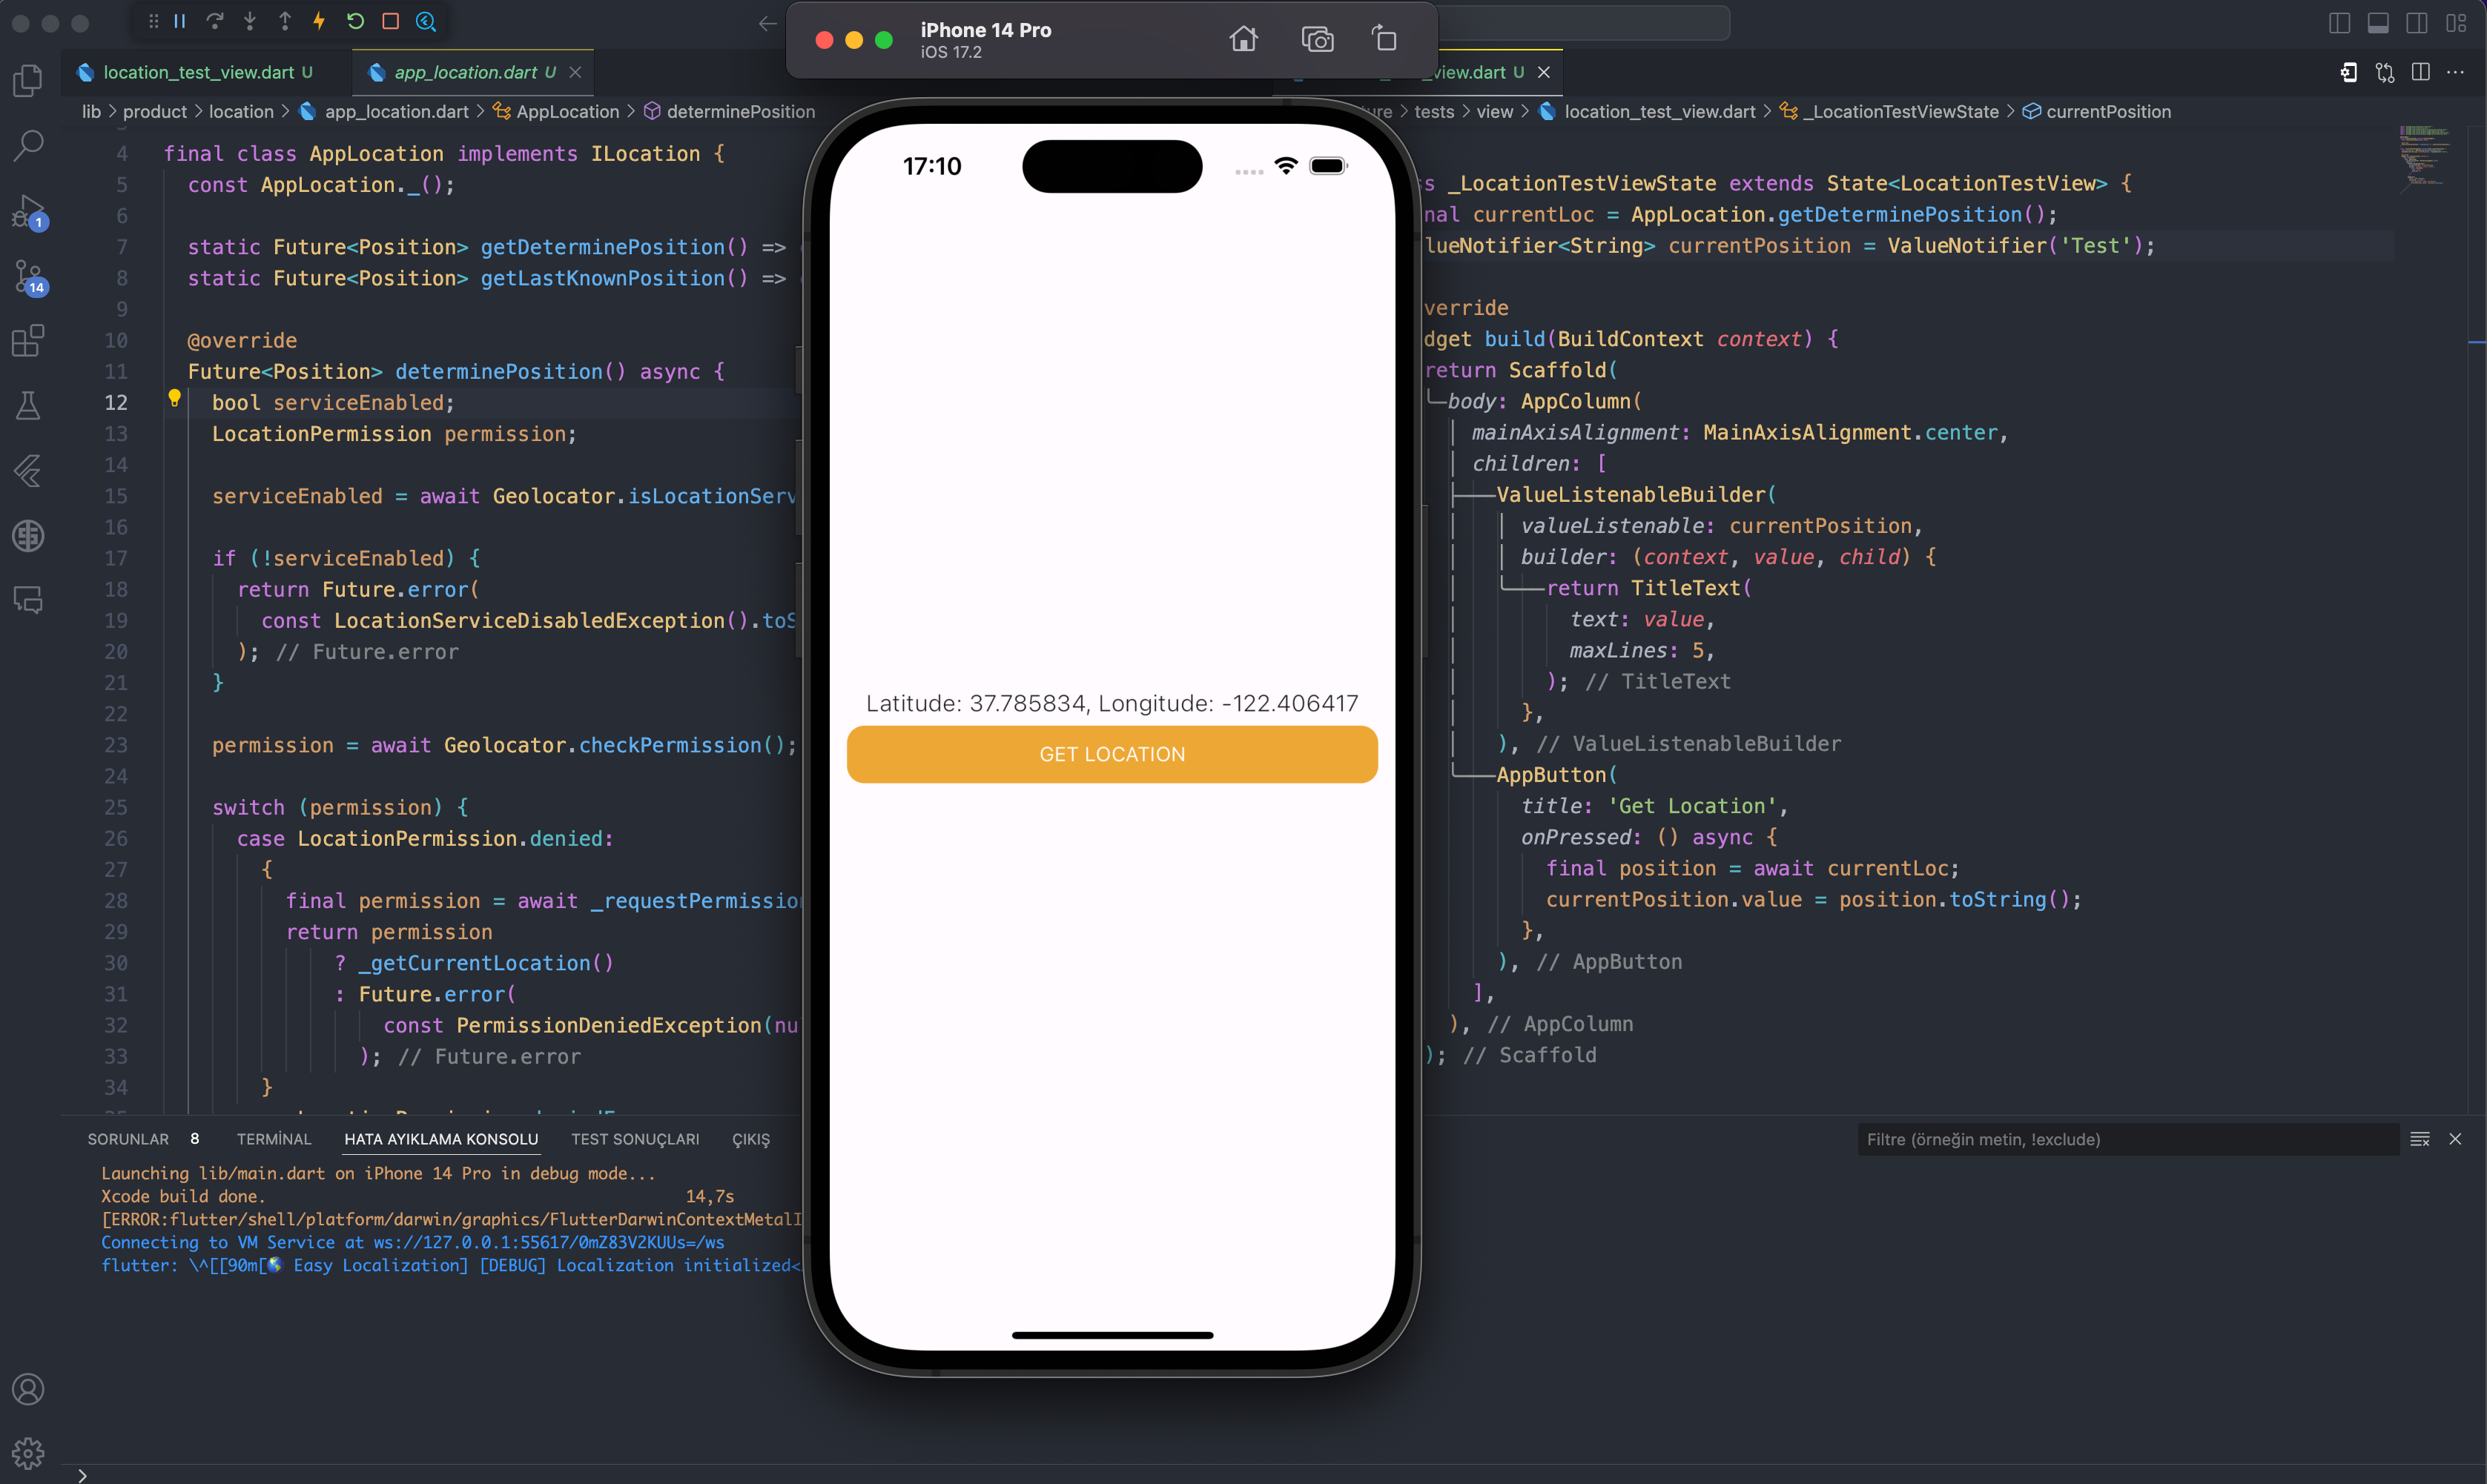 iPhone 14 Pro
iOS 17.2
location_test_view.dart U
app_location.dart U
_view.dart U
lib > product > location > app_location.dart > AppLocation > determinePosition
ure > tests > view > location_test_view.dart > _LocationTestViewState > currentPosition
4 final class AppLocation implements ILocation {
5 const AppLocation._();
6
7 static Future<Position> getDeterminePosition() =>
8 static Future<Position> getLastKnownPosition() =>
9
10 @override
11 Future<Position> determinePosition() async {
12 bool serviceEnabled;
13 LocationPermission permission;
14
15 serviceEnabled = await Geolocator.isLocationServ
16
17 if (!serviceEnabled) {
18 return Future.error(
19 const LocationServiceDisabledException().toS
20 ); // Future.error
21 }
22
23 permission = await Geolocator.checkPermission();
24
25 switch (permission) {
26 case LocationPermission.denied:
27 {
28 final permission = await _requestPermission
29 return permission
30 ? _getCurrentLocation()
31 : Future.error(
32 const PermissionDeniedException(nu
33 ); // Future.error
34 }
17:10
Latitude: 37.785834, Longitude: -122.406417
GET LOCATION
s _LocationTestViewState extends State<LocationTestView> {
nal currentLoc = AppLocation.getDeterminePosition();
lueNotifier<String> currentPosition = ValueNotifier('Test');
verride
dget build(BuildContext context) {
return Scaffold(
body: AppColumn(
mainAxisAlignment: MainAxisAlignment.center,
children: [
ValueListenableBuilder(
valueListenable: currentPosition,
builder: (context, value, child) {
return TitleText(
text: value,
maxLines: 5,
); // TitleText
},
), // ValueListenableBuilder
AppButton(
title: 'Get Location',
onPressed: () async {
final position = await currentLoc;
currentPosition.value = position.toString();
},
), // AppButton
],
), // AppColumn
); // Scaffold
1
14
SORUNLAR 8 TERMİNAL HATA AYIKLAMA KONSOLU TEST SONUÇLARI ÇIKIŞ
Filtre (örneğin metin, !exclude)
Launching lib/main.dart on iPhone 14 Pro in debug mode...
Xcode build done. 14,7s
[ERROR:flutter/shell/platform/darwin/graphics/FlutterDarwinContextMetalI
Connecting to VM Service at ws://127.0.0.1:55617/0mZ83V2KUUs=/ws
flutter: \^[[90m[🌎 Easy Localization] [DEBUG] Localization initialized<